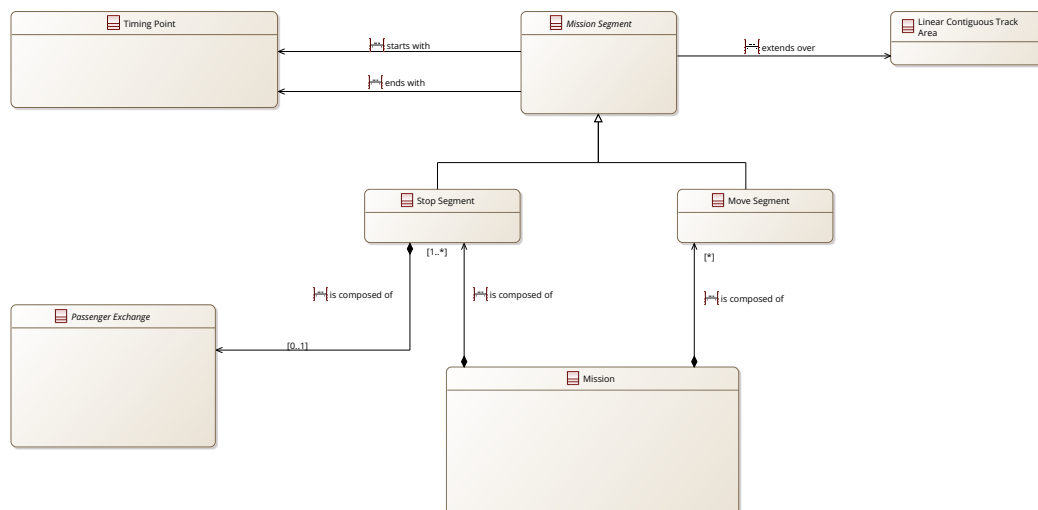 Timing Point
Mission Segment
Linear Contiguous Track
Area
starts with
extends over
ends with
Stop Segment
Move Segment
[1..*]
[*]
is composed of
is composed of
is composed of
Passenger Exchange
[0..1]
Mission